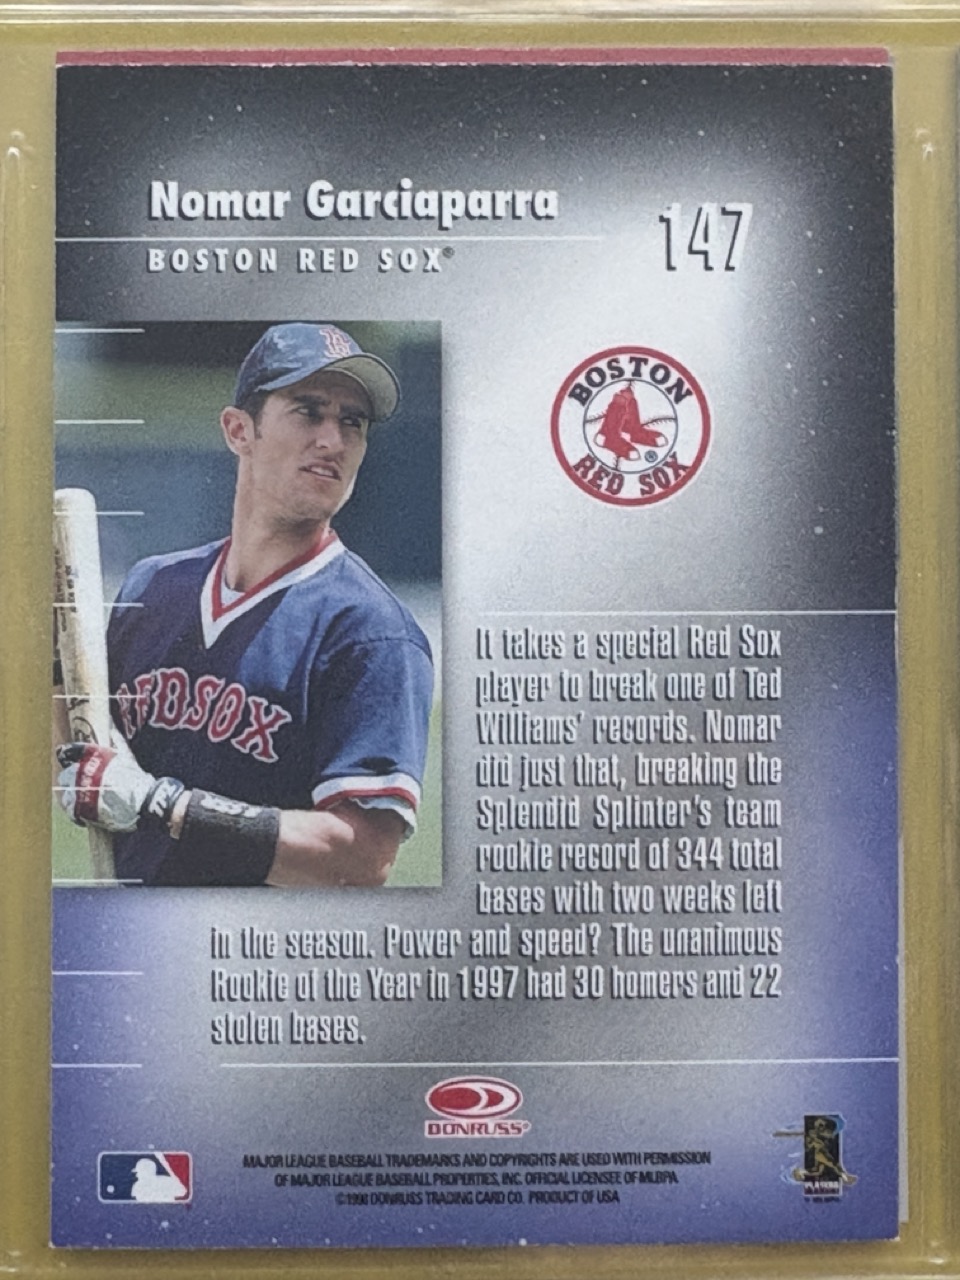 Nomar Garciaparra
147
BOSTON RED SOX®
BOSTON
RED SOX
®
It takes a special Red Sox
player to break one of Ted
Williams' records. Nomar
did just that, breaking the
Splendid Splinter's team
rookie record of 344 total
bases with two weeks left
in the season. Power and speed? The unanimous
Rookie of the Year in 1997 had 30 homers and 22
stolen bases.
REDSOX
DONRUSS®
MAJOR LEAGUE BASEBALL TRADEMARKS AND COPYRIGHTS ARE USED WITH PERMISSION
OF MAJOR LEAGUE BASEBALL PROPERTIES, INC. OFFICIAL LICENSEE OF MLBPA
©1998 DONRUSS TRADING CARD CO. PRODUCT OF USA
PLAYERS